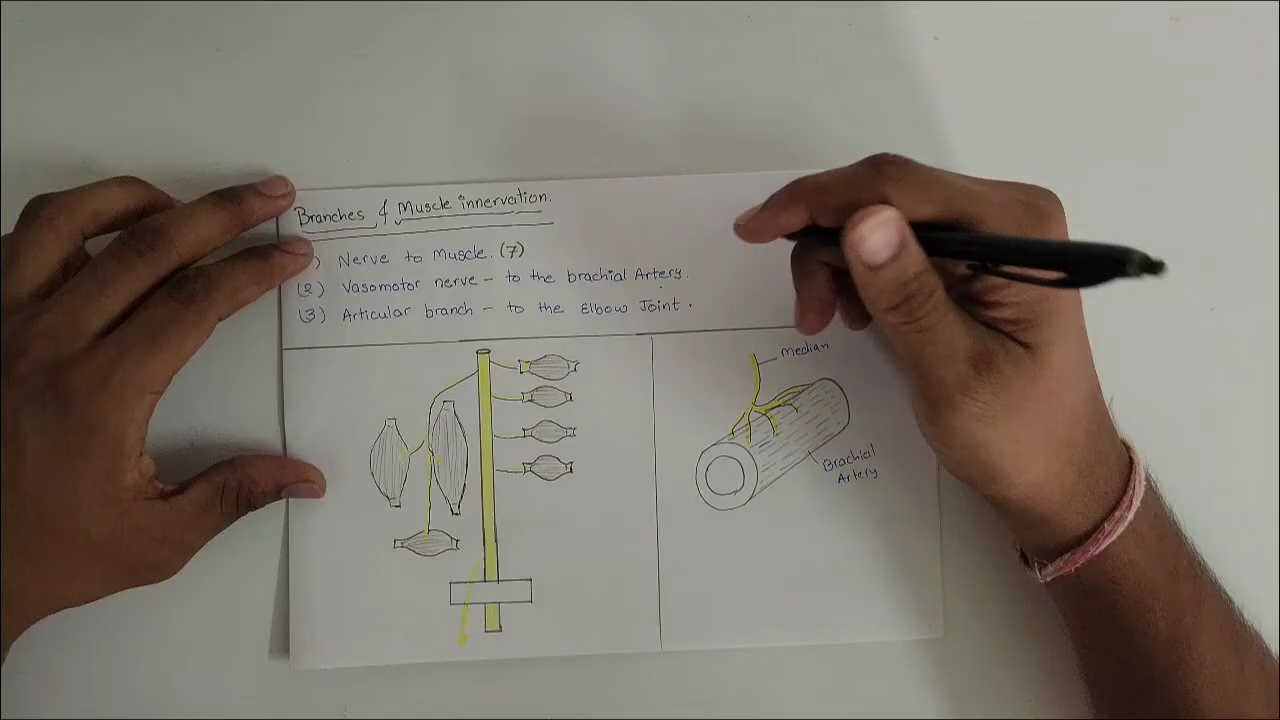 Branches & Muscle innervation.
) Nerve to Muscle. (7)
(2) Vasomotor nerve - to the brachial Artery.
(3) Articular branch - to the Elbow Joint.
Median
Brachial
Artery